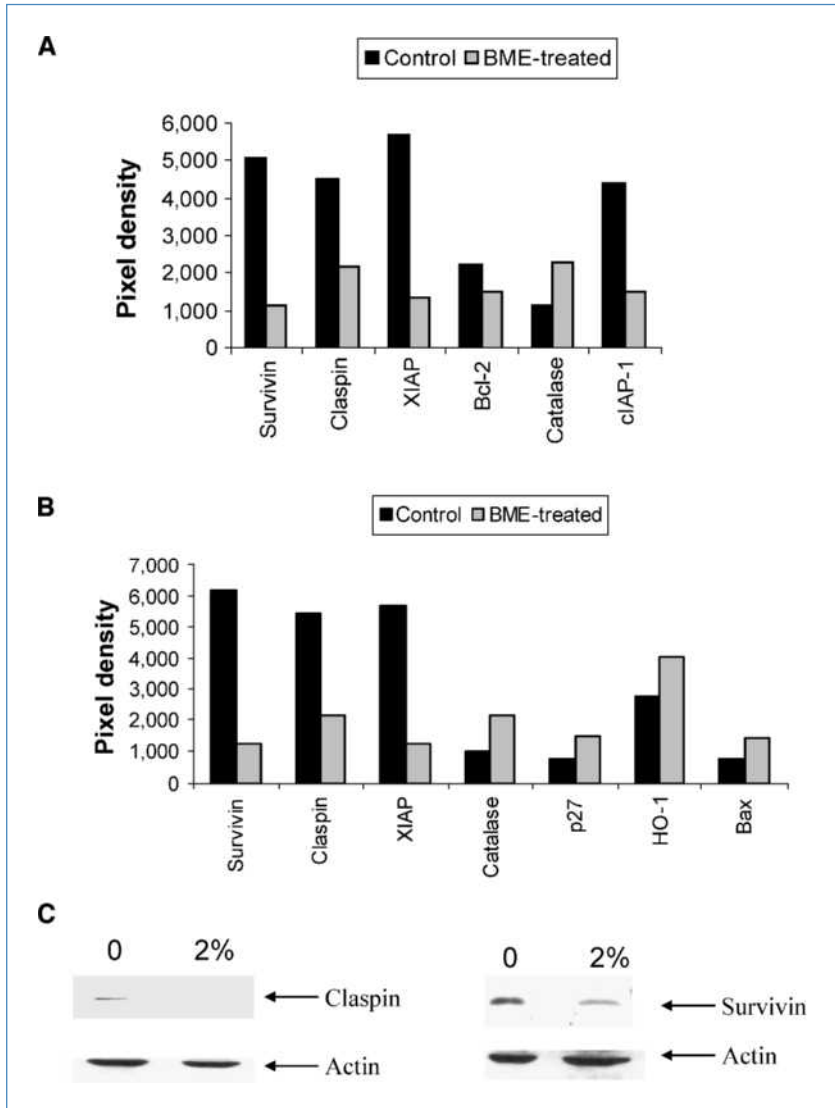 A
Control BME-treated
Pixel density
6,000
5,000
4,000
3,000
2,000
1,000
0
Survivin
Claspin
XIAP
Bcl-2
Catalase
cIAP-1
B
Control BME-treated
Pixel density
7,000
6,000
5,000
4,000
3,000
2,000
1,000
0
Survivin
Claspin
XIAP
Catalase
p27
HO-1
Bax
C
0 2%
Claspin
Actin
0 2%
Survivin
Actin